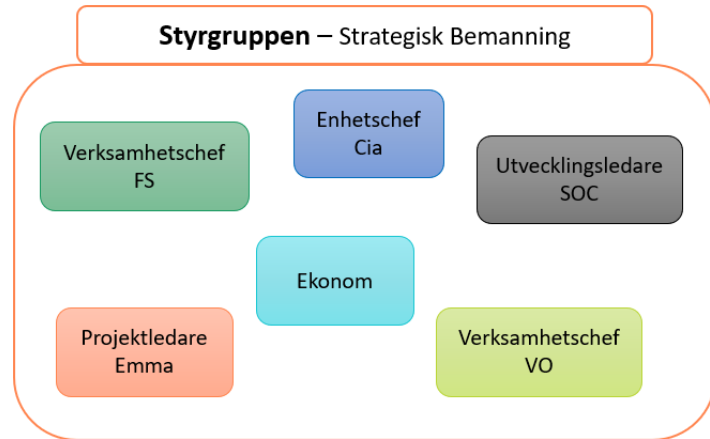 Styrgruppen – Strategisk Bemanning
Enhetschef
Cia
Verksamhetschef
FS
Utvecklingsledare
SOC
Ekonom
Projektledare
Emma
Verksamhetschef
VO